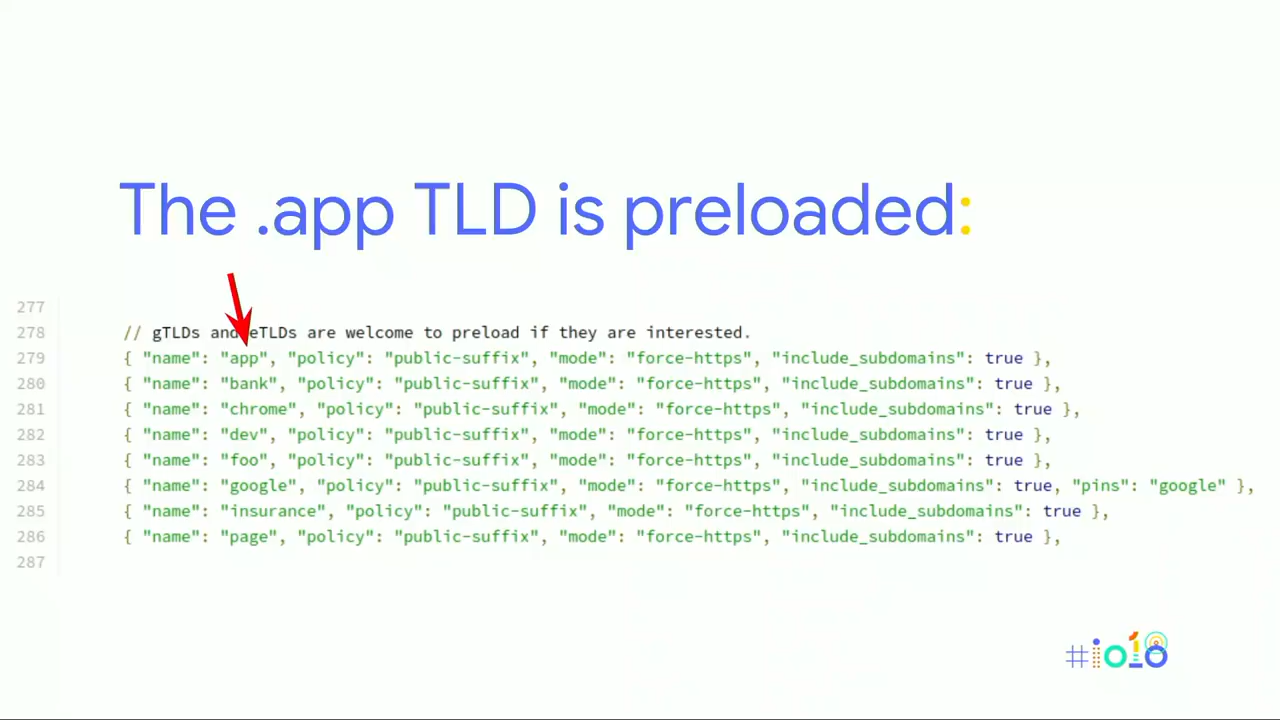 The .app TLD is preloaded:
277
278 // gTLDs and eTLDs are welcome to preload if they are interested.
279 { "name": "app", "policy": "public-suffix", "mode": "force-https", "include_subdomains": true },
280 { "name": "bank", "policy": "public-suffix", "mode": "force-https", "include_subdomains": true },
281 { "name": "chrome", "policy": "public-suffix", "mode": "force-https", "include_subdomains": true },
282 { "name": "dev", "policy": "public-suffix", "mode": "force-https", "include_subdomains": true },
283 { "name": "foo", "policy": "public-suffix", "mode": "force-https", "include_subdomains": true },
284 { "name": "google", "policy": "public-suffix", "mode": "force-https", "include_subdomains": true, "pins": "google" },
285 { "name": "insurance", "policy": "public-suffix", "mode": "force-https", "include_subdomains": true },
286 { "name": "page", "policy": "public-suffix", "mode": "force-https", "include_subdomains": true },
287
#io18